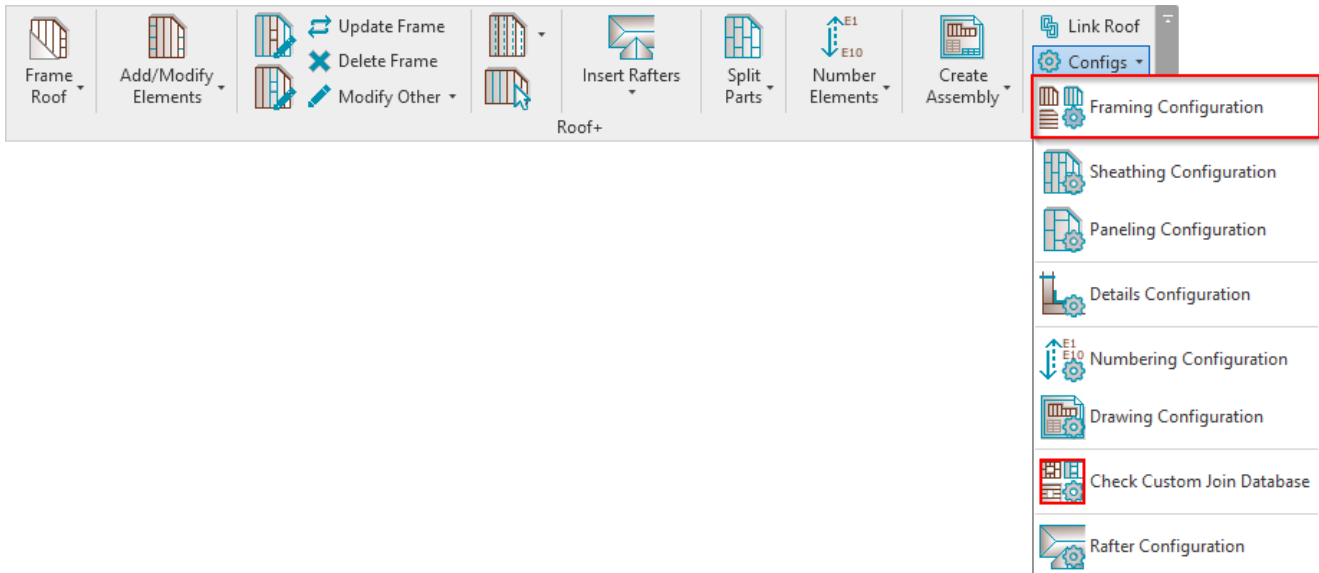 Frame
Roof
Add/Modify
Elements
Update Frame
Delete Frame
Modify Other
Insert Rafters
Split
Parts
E1
E10
Number
Elements
Create
Assembly
Link Roof
Configs
Roof+
Framing Configuration
Sheathing Configuration
Paneling Configuration
Details Configuration
E1
E10
Numbering Configuration
Drawing Configuration
Check Custom Join Database
Rafter Configuration